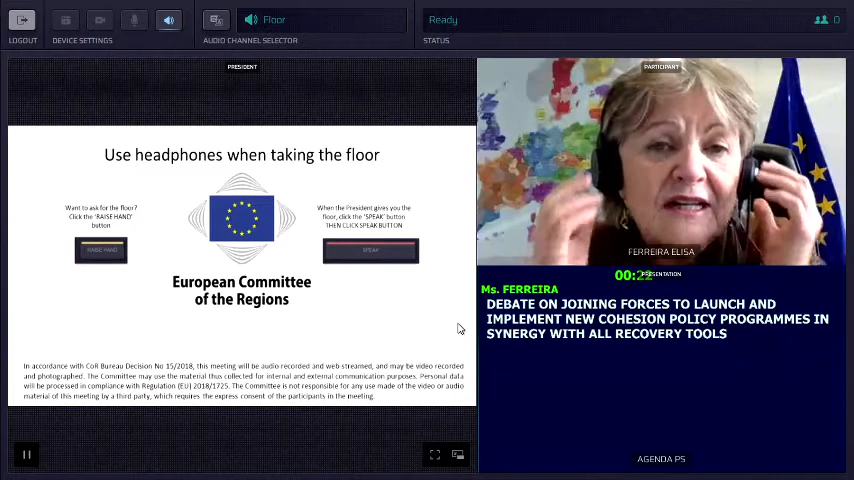 Floor
Ready
0
LOGOUT
DEVICE SETTINGS
AUDIO CHANNEL SELECTOR
STATUS
PRESIDENT
PARTICIPANT
Use headphones when taking the floor
Want to ask for the floor?
Click the 'RAISE HAND'
button
RAISE HAND
When the President gives you the
floor, click the 'SPEAK' button
THEN CLICK SPEAK BUTTON
SPEAK
European Committee
of the Regions
In accordance with CoR Bureau Decision No 15/2018, this meeting will be audio recorded and web streamed, and may be video recorded
and photographed. The Committee may use the material thus collected for internal and external communication purposes. Personal data
will be processed in compliance with Regulation (EU) 2018/1725. The Committee is not responsible for any use made of the video or audio
material of this meeting by a third party, which requires the express consent of the participants in the meeting.
FERREIRA ELISA
00:22
PRESENTATION
Ms. FERREIRA
DEBATE ON JOINING FORCES TO LAUNCH AND
IMPLEMENT NEW COHESION POLICY PROGRAMMES IN
SYNERGY WITH ALL RECOVERY TOOLS
AGENDA PS